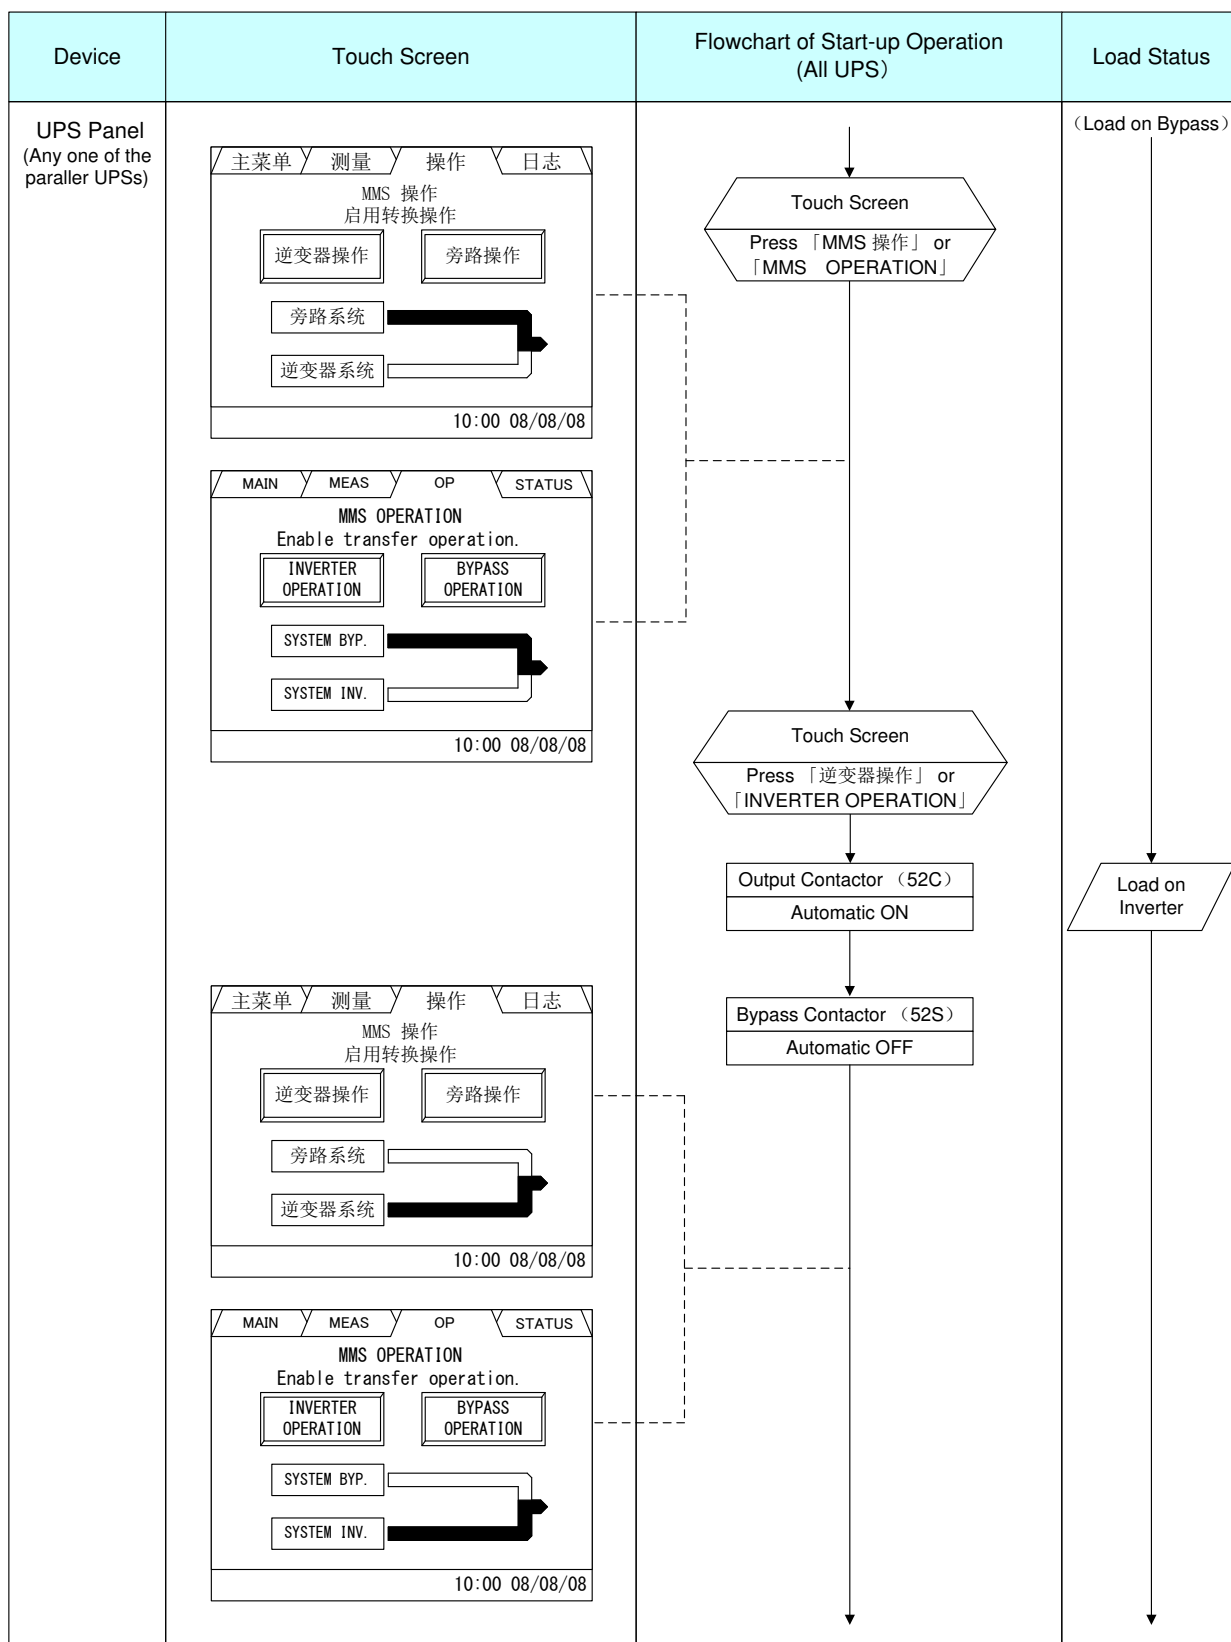 Device
Touch Screen
Flowchart of Start-up Operation
(All UPS）
Load Status
UPS Panel
(Any one of the
paraller UPSs)
主菜单 测量 操作 日志
MMS 操作
启用转换操作
逆变器操作 旁路操作
旁路系统
逆变器系统
10:00 08/08/08
MAIN MEAS OP STATUS
MMS OPERATION
Enable transfer operation.
INVERTER
OPERATION
BYPASS
OPERATION
SYSTEM BYP.
SYSTEM INV.
10:00 08/08/08
主菜单 测量 操作 日志
MMS 操作
启用转换操作
逆变器操作 旁路操作
旁路系统
逆变器系统
10:00 08/08/08
MAIN MEAS OP STATUS
MMS OPERATION
Enable transfer operation.
INVERTER
OPERATION
BYPASS
OPERATION
SYSTEM BYP.
SYSTEM INV.
10:00 08/08/08
Touch Screen
Press「MMS 操作」or
「MMS OPERATION」
Touch Screen
Press「逆变器操作」or
「INVERTER OPERATION」
Output Contactor （52C）
Automatic ON
Bypass Contactor （52S）
Automatic OFF
（Load on Bypass）
Load on
Inverter